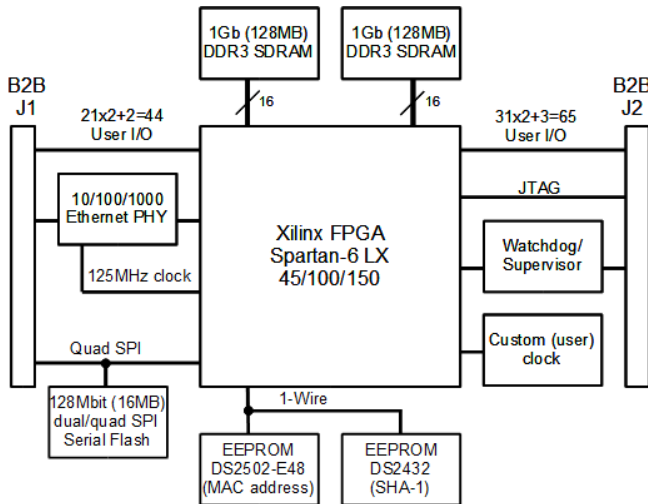 1Gb (128MB)
DDR3 SDRAM
1Gb (128MB)
DDR3 SDRAM
16
16
B2B
J1
B2B
J2
21x2+2=44
User I/O
31x2+3=65
User I/O
10/100/1000
Ethernet PHY
JTAG
Xilinx FPGA
Spartan-6 LX
45/100/150
Watchdog/
Supervisor
125MHz clock
Quad SPI
Custom (user)
clock
128Mbit (16MB)
dual/quad SPI
Serial Flash
1-Wire
EEPROM
DS2502-E48
(MAC address)
EEPROM
DS2432
(SHA-1)